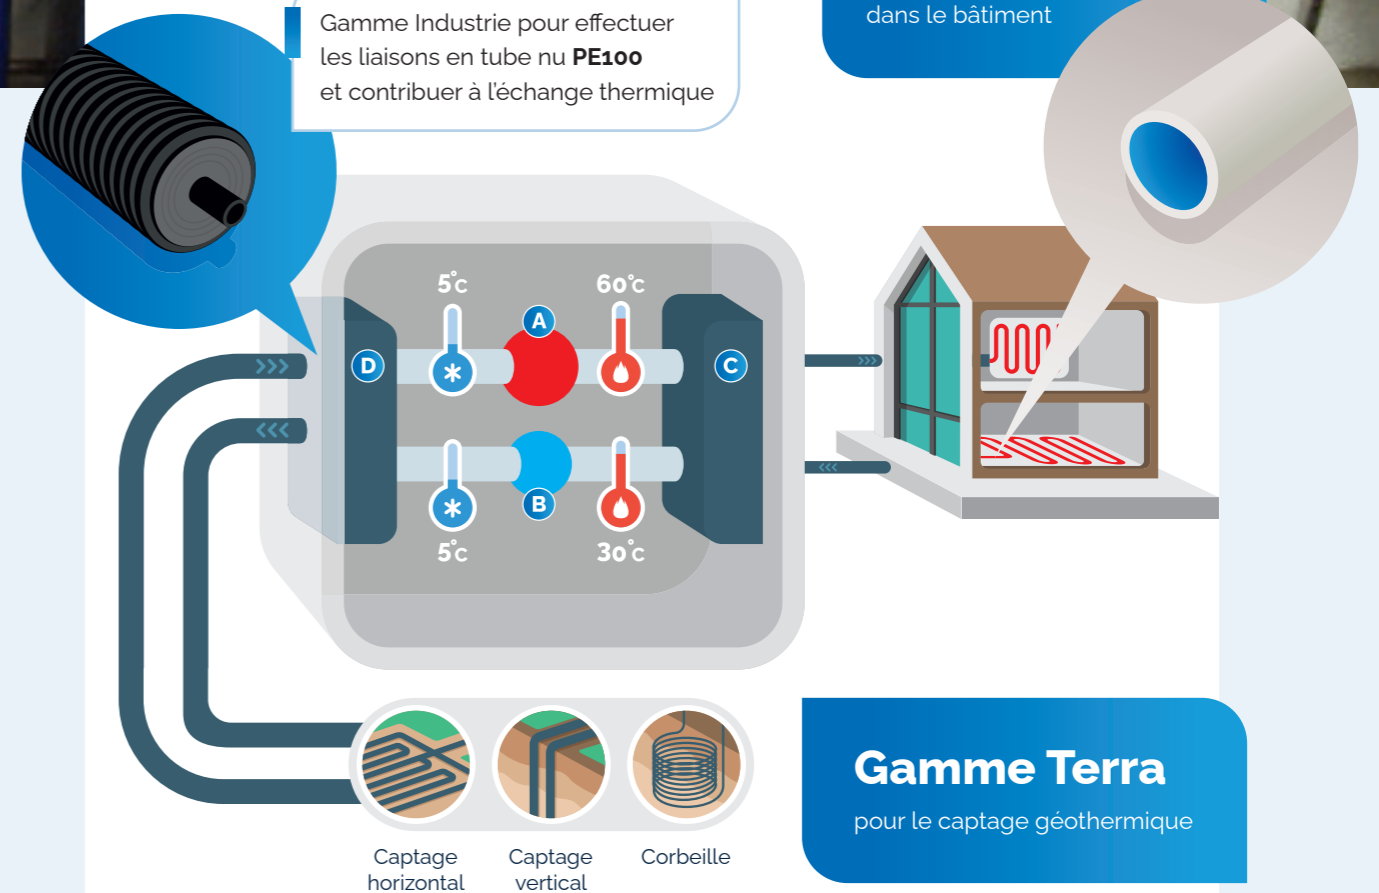 Gamme Industrie pour effectuer
les liaisons en tube nu PE100
et contribuer à l'échange thermique
dans le bâtiment
5°C
60°C
A
D
C
B
5°C
30°C
Captage
horizontal
Captage
vertical
Corbeille
Gamme Terra
pour le captage géothermique